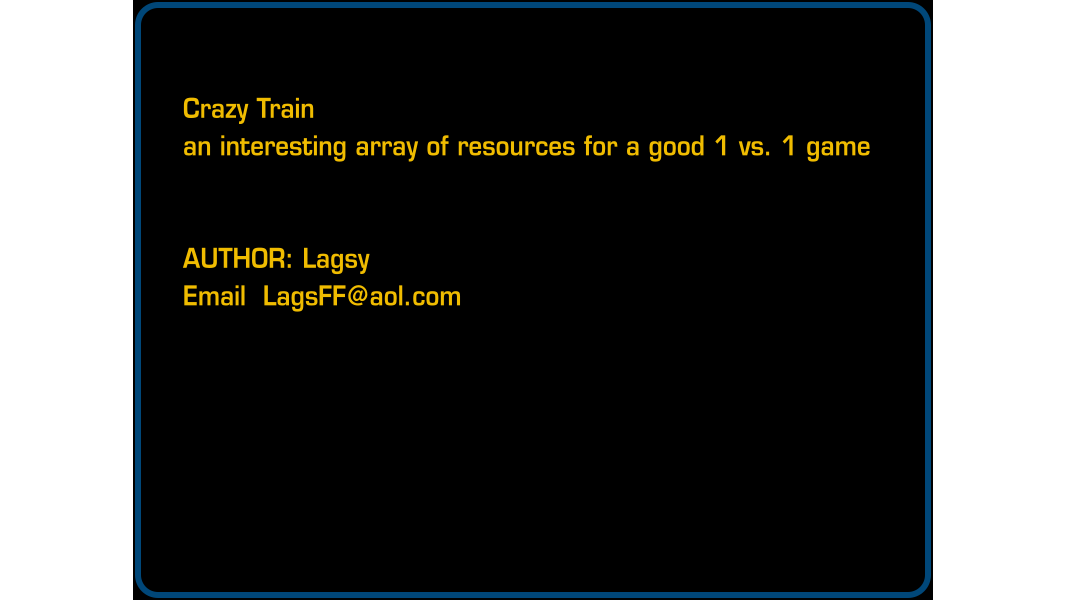 Crazy Train
an interesting array of resources for a good 1 vs. 1 game
AUTHOR: Lagsy
Email  LagsFF@aol.com